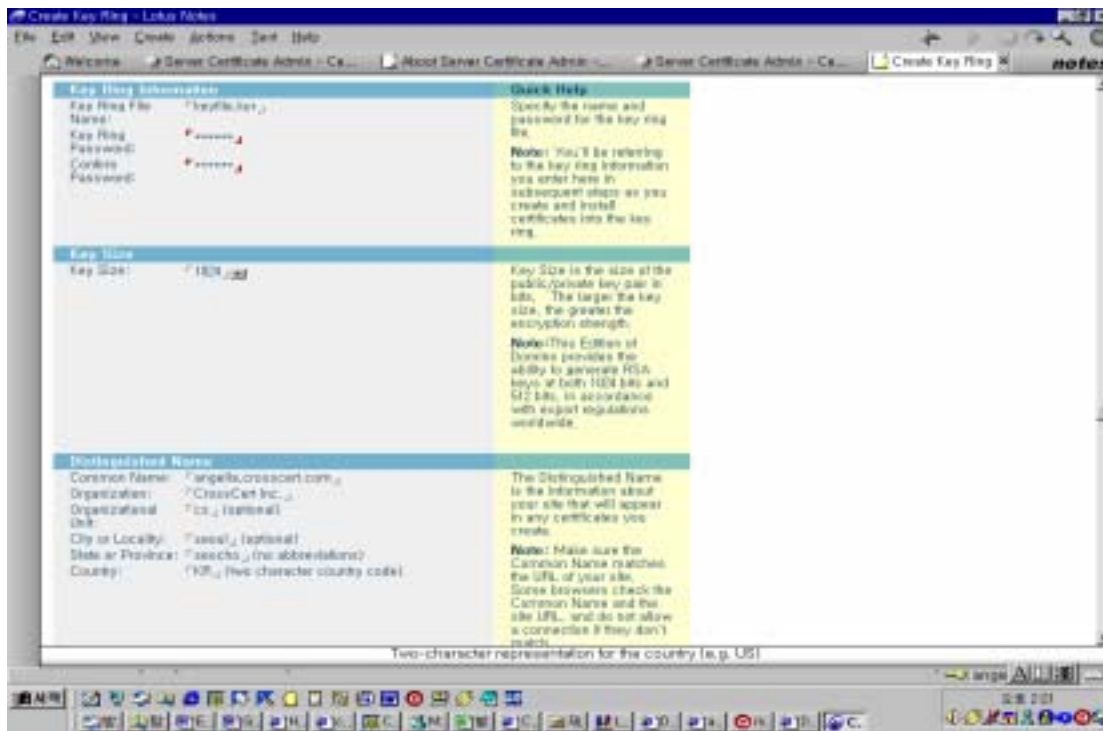 Create Key Ring - Lotus Notes
File Edit View Create Actions Text Help
Welcome
Server Certificate Admin - Ce...
About Server Certificate Admin -...
Server Certificate Admin - Ce...
Create Key Ring
notes
Key Ring Information
Key Ring File Name: keyfile.kyr
Key Ring Password:
Confirm Password:
Quick Help
Specify the name and
password for the key ring
file.
Note: You'll be referring
to the key ring information
you enter here in
subsequent steps as you
create and install
certificates into the key
ring.
Key Size
Key Size: 1024
Key Size is the size of the
public/private key pair in
bits. The larger the key
size, the greater the
encryption strength.
Note:This Edition of
Domino provides the
ability to generate RSA
keys at both 1024 bits and
512 bits, in accordance
with export regulations
worldwide.
Distinguished Name
Common Name: angella.crosscert.com
Organization: CrossCert Inc.
Organizational Unit: (optional)
City or Locality: seoul (optional)
State or Province: seocho (no abbreviations)
Country: KR (two character country code)
The Distinguished Name
is the information about
your site that will appear
in any certificates you
create.
Note: Make sure the
Common Name matches
the URL of your site.
Some browsers check the
Common Name and the
site URL, and do not allow
a connection if they don't
match.
Two-character representation for the country (e.g. US)
시작